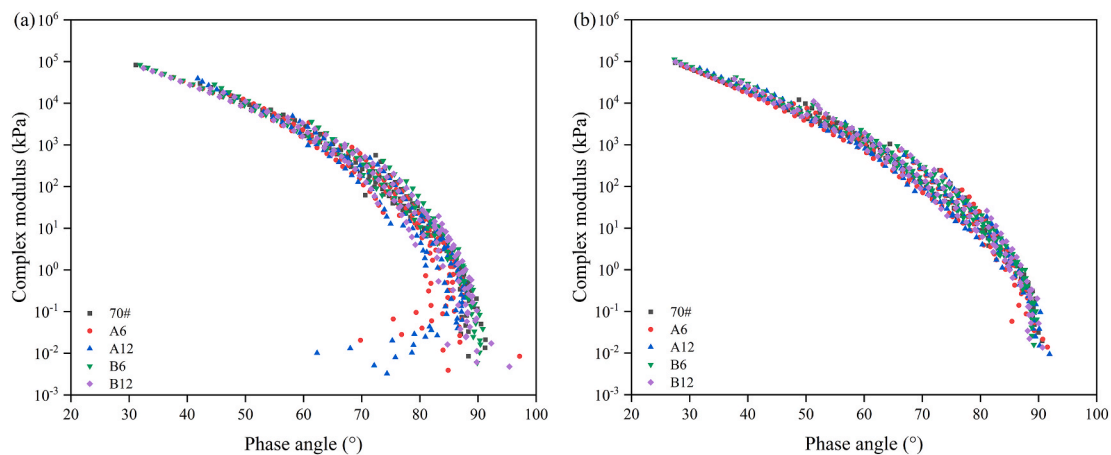 (a)
10⁶
10⁵
10⁴
10³
10²
10¹
10⁰
10⁻¹
10⁻²
10⁻³
Complex modulus (kPa)
70#
A6
A12
B6
B12
20 30 40 50 60 70 80 90 100
Phase angle (°)
(b)
10⁶
10⁵
10⁴
10³
10²
10¹
10⁰
10⁻¹
10⁻²
10⁻³
Complex modulus (kPa)
70#
A6
A12
B6
B12
20 30 40 50 60 70 80 90 100
Phase angle (°)